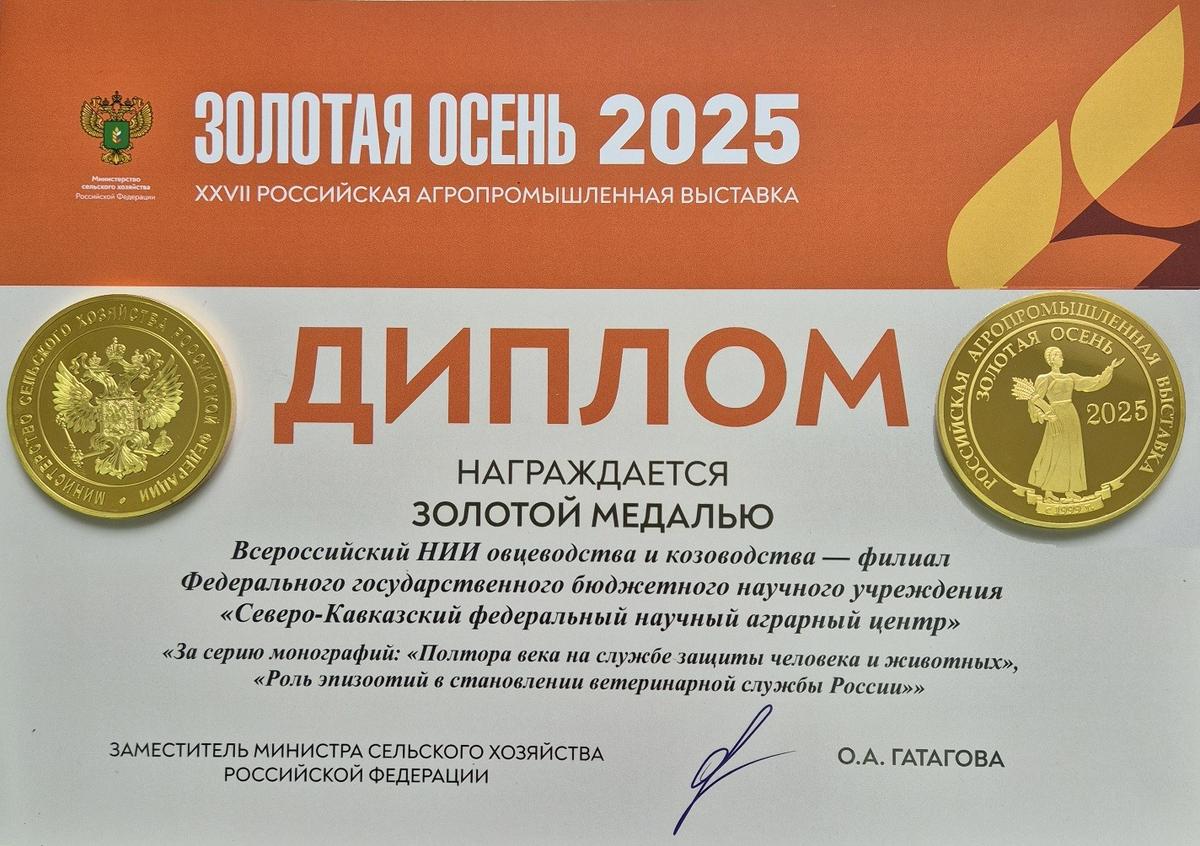 Министерство
сельского хозяйства
Российской Федерации
ЗОЛОТАЯ ОСЕНЬ 2025
XXVII РОССИЙСКАЯ АГРОПРОМЫШЛЕННАЯ ВЫСТАВКА
МИНИСТЕРСТВО СЕЛЬСКОГО ХОЗЯЙСТВА РОССИЙСКОЙ ФЕДЕРАЦИИ
РОССИЙСКАЯ АГРОПРОМЫШЛЕННАЯ ВЫСТАВКА
ЗОЛОТАЯ ОСЕНЬ
2025
с 1999 г.
ДИПЛОМ
НАГРАЖДАЕТСЯ
ЗОЛОТОЙ МЕДАЛЬЮ
Всероссийский НИИ овцеводства и козоводства — филиал
Федерального государственного бюджетного научного учреждения
«Северо-Кавказский федеральный научный аграрный центр»
«За серию монографий: «Полтора века на службе защиты человека и животных»,
«Роль эпизоотий в становлении ветеринарной службы России»»
ЗАМЕСТИТЕЛЬ МИНИСТРА СЕЛЬСКОГО ХОЗЯЙСТВА
РОССИЙСКОЙ ФЕДЕРАЦИИ
О.А. ГАТАГОВА